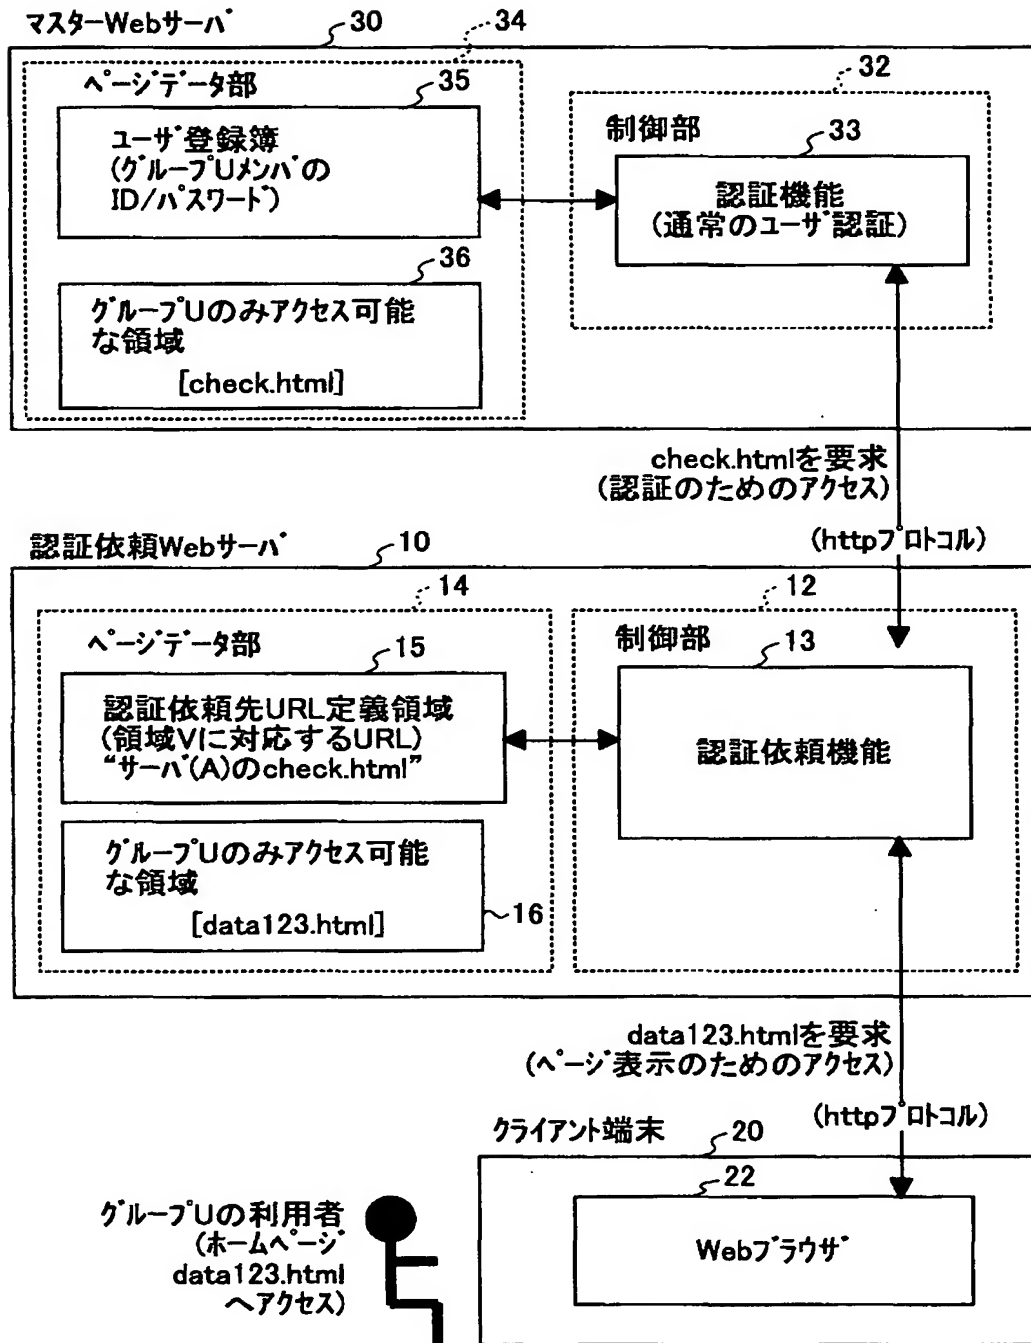 マスターWebサーバ
30
34
ページデータ部
35
ユーザ登録簿
(グループUメンバの
ID/パスワード)
36
グループUのみアクセス可能
な領域
[check.html]
32
制御部
33
認証機能
(通常のユーザ認証)
check.htmlを要求
(認証のためのアクセス)
(httpプロトコル)
認証依頼Webサーバ
10
14
ページデータ部
15
認証依頼先URL定義領域
(領域Vに対応するURL)
“サーバ(A)のcheck.html”
グループUのみアクセス可能
な領域
[data123.html]
16
12
制御部
13
認証依頼機能
data123.htmlを要求
(ページ表示のためのアクセス)
(httpプロトコル)
クライアント端末
20
22
Webブラウザ
グループUの利用者
(ホームページ
data123.html
へアクセス)